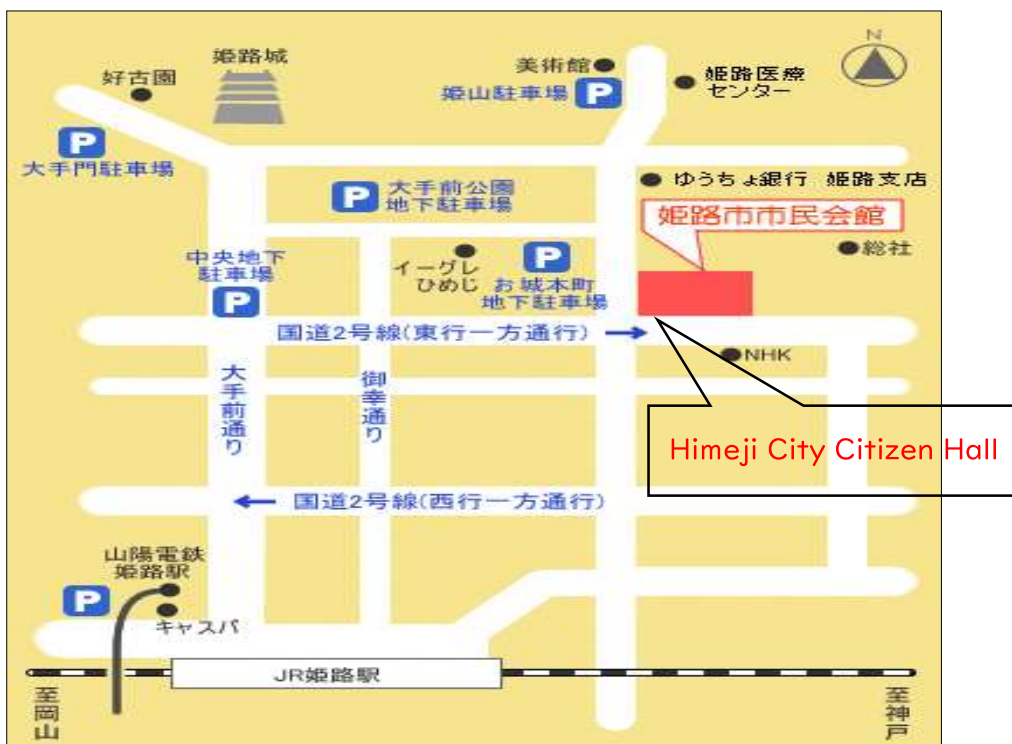 姫路城
好古園
P
大手門駐車場
美術館
姫山駐車場
P
姫路医療
センター
N
P
大手前公園
地下駐車場
ゆうちょ銀行 姫路支店
姫路市市民会館
総社
中央地下
駐車場
P
イーグレ
ひめじ
P
お城本町
地下駐車場
国道2号線(東行一方通行)
NHK
大手前通り
御幸通り
Himeji City Citizen Hall
国道2号線(西行一方通行)
山陽電鉄
姫路駅
P
キャスパ
JR姫路駅
至岡山
至神戸